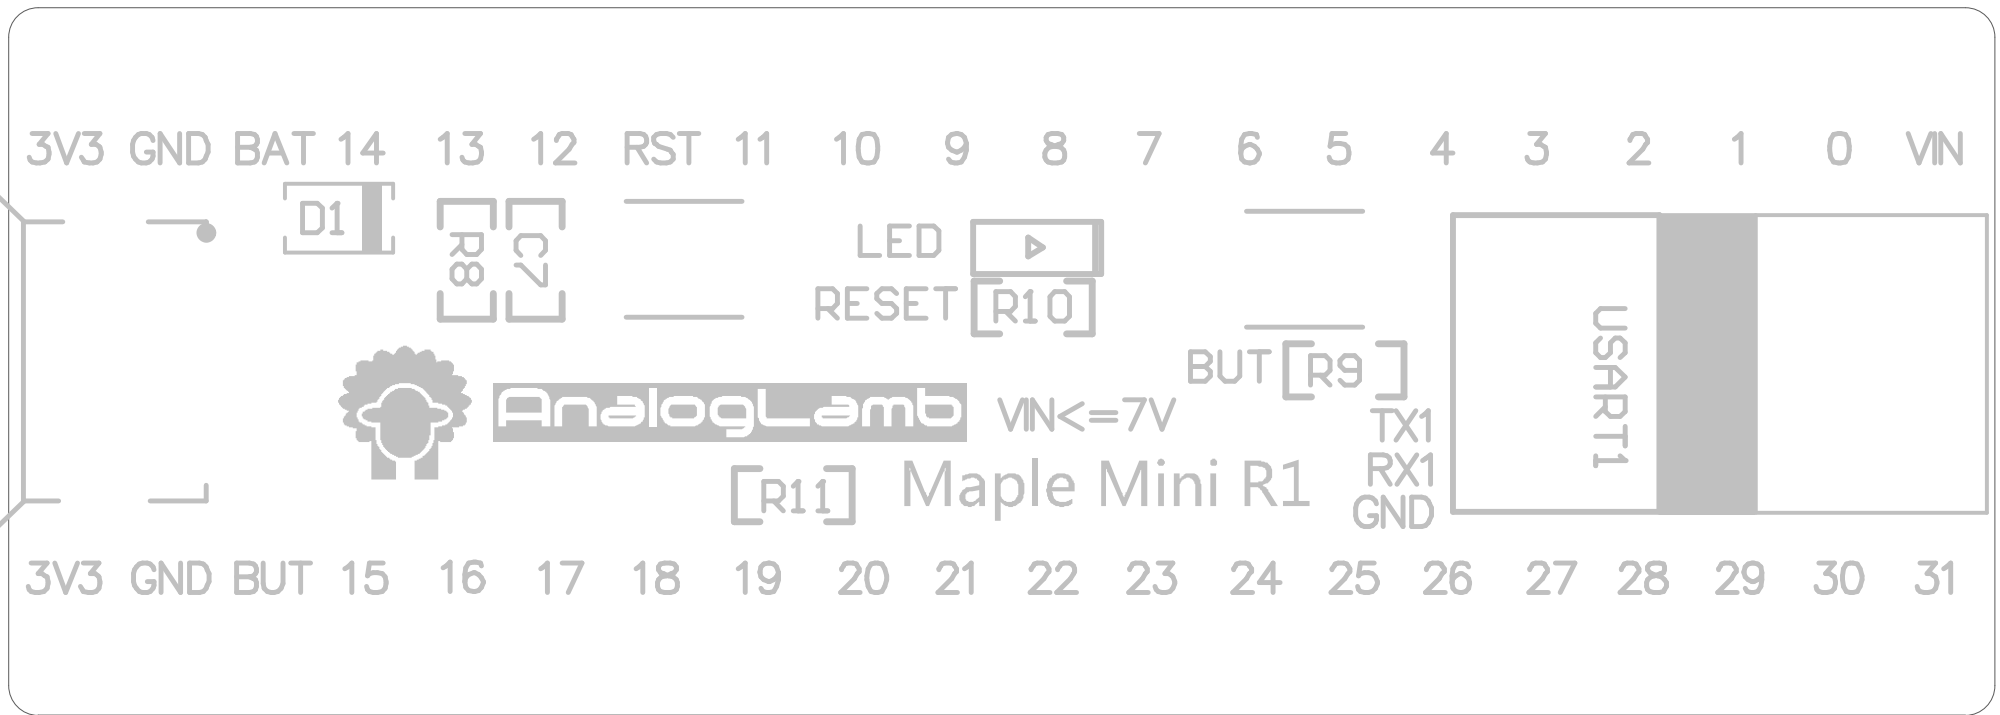 3V3 GND BAT 14 13 12 RST 11 10 9 8 7 6 5 4 3 2 1 0 VIN
D1
R8
C7
LED
RESET
R10
BUT
R9
USART1
AnalogLamb
VIN<=7V
TX1
RX1
GND
Maple Mini R1
R11
3V3 GND BUT 15 16 17 18 19 20 21 22 23 24 25 26 27 28 29 30 31